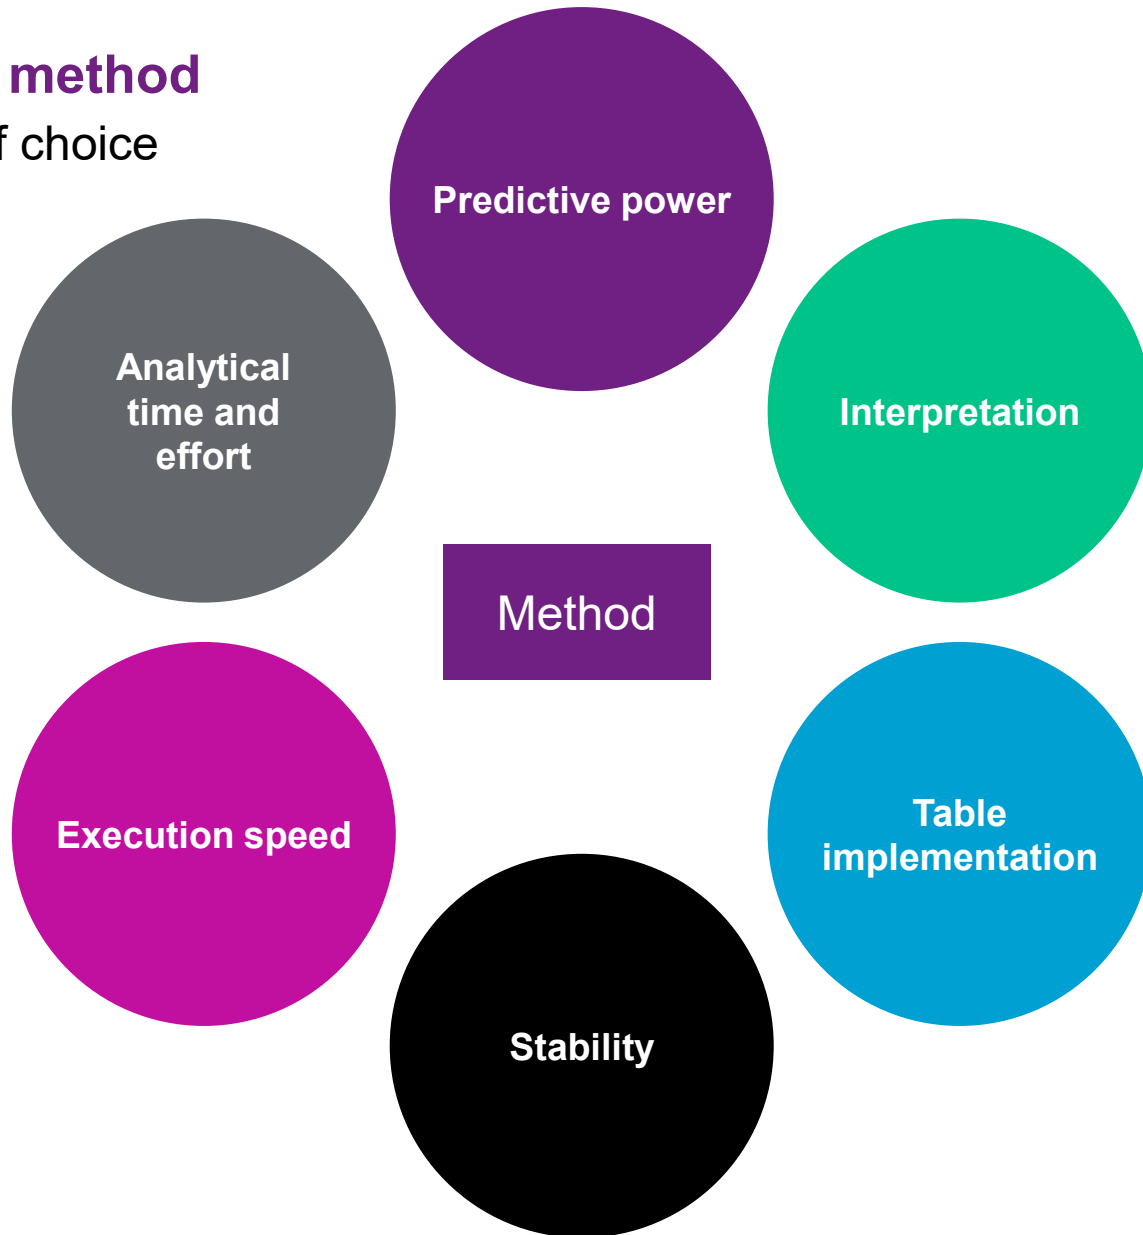 method
f choice
Predictive power
Analytical
time and
effort
Interpretation
Method
Execution speed
Table
implementation
Stability